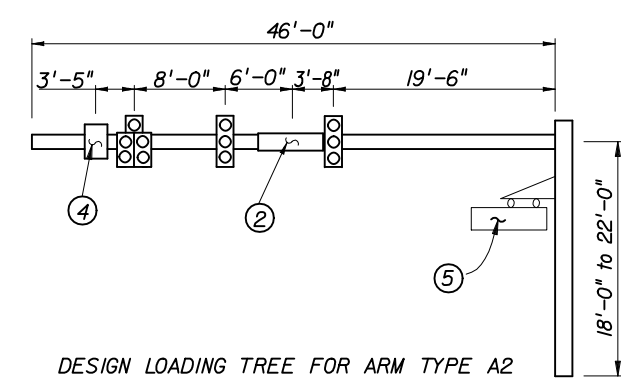 46'-0"
3'-5" 8'-0" 6'-0" 3'-8" 19'-6"
4
2
5
18'-0" to 22'-0"
DESIGN LOADING TREE FOR ARM TYPE A2